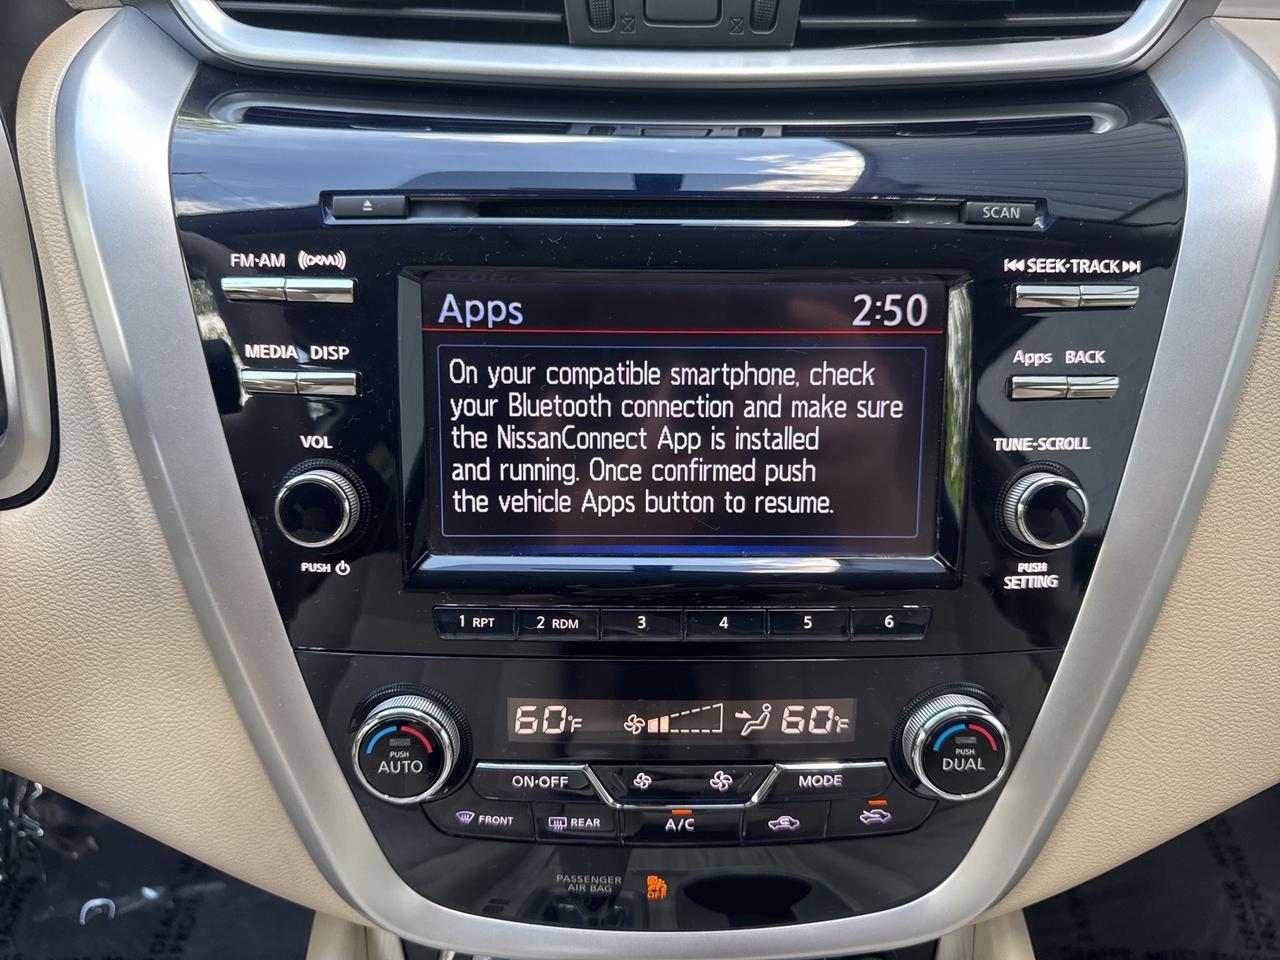 SCAN
FM·AM ((XM))
SEEK·TRACK
Apps 2:50
MEDIA DISP
Apps BACK
On your compatible smartphone, check
your Bluetooth connection and make sure
the NissanConnect App is installed
and running. Once confirmed push
the vehicle Apps button to resume.
VOL
TUNE·SCROLL
PUSH
PUSH
SETTING
1 RPT 2 RDM 3 4 5 6
60°F 60°F
PUSH
AUTO
PUSH
DUAL
ON·OFF MODE
FRONT REAR A/C
PASSENGER
AIR BAG
OFF